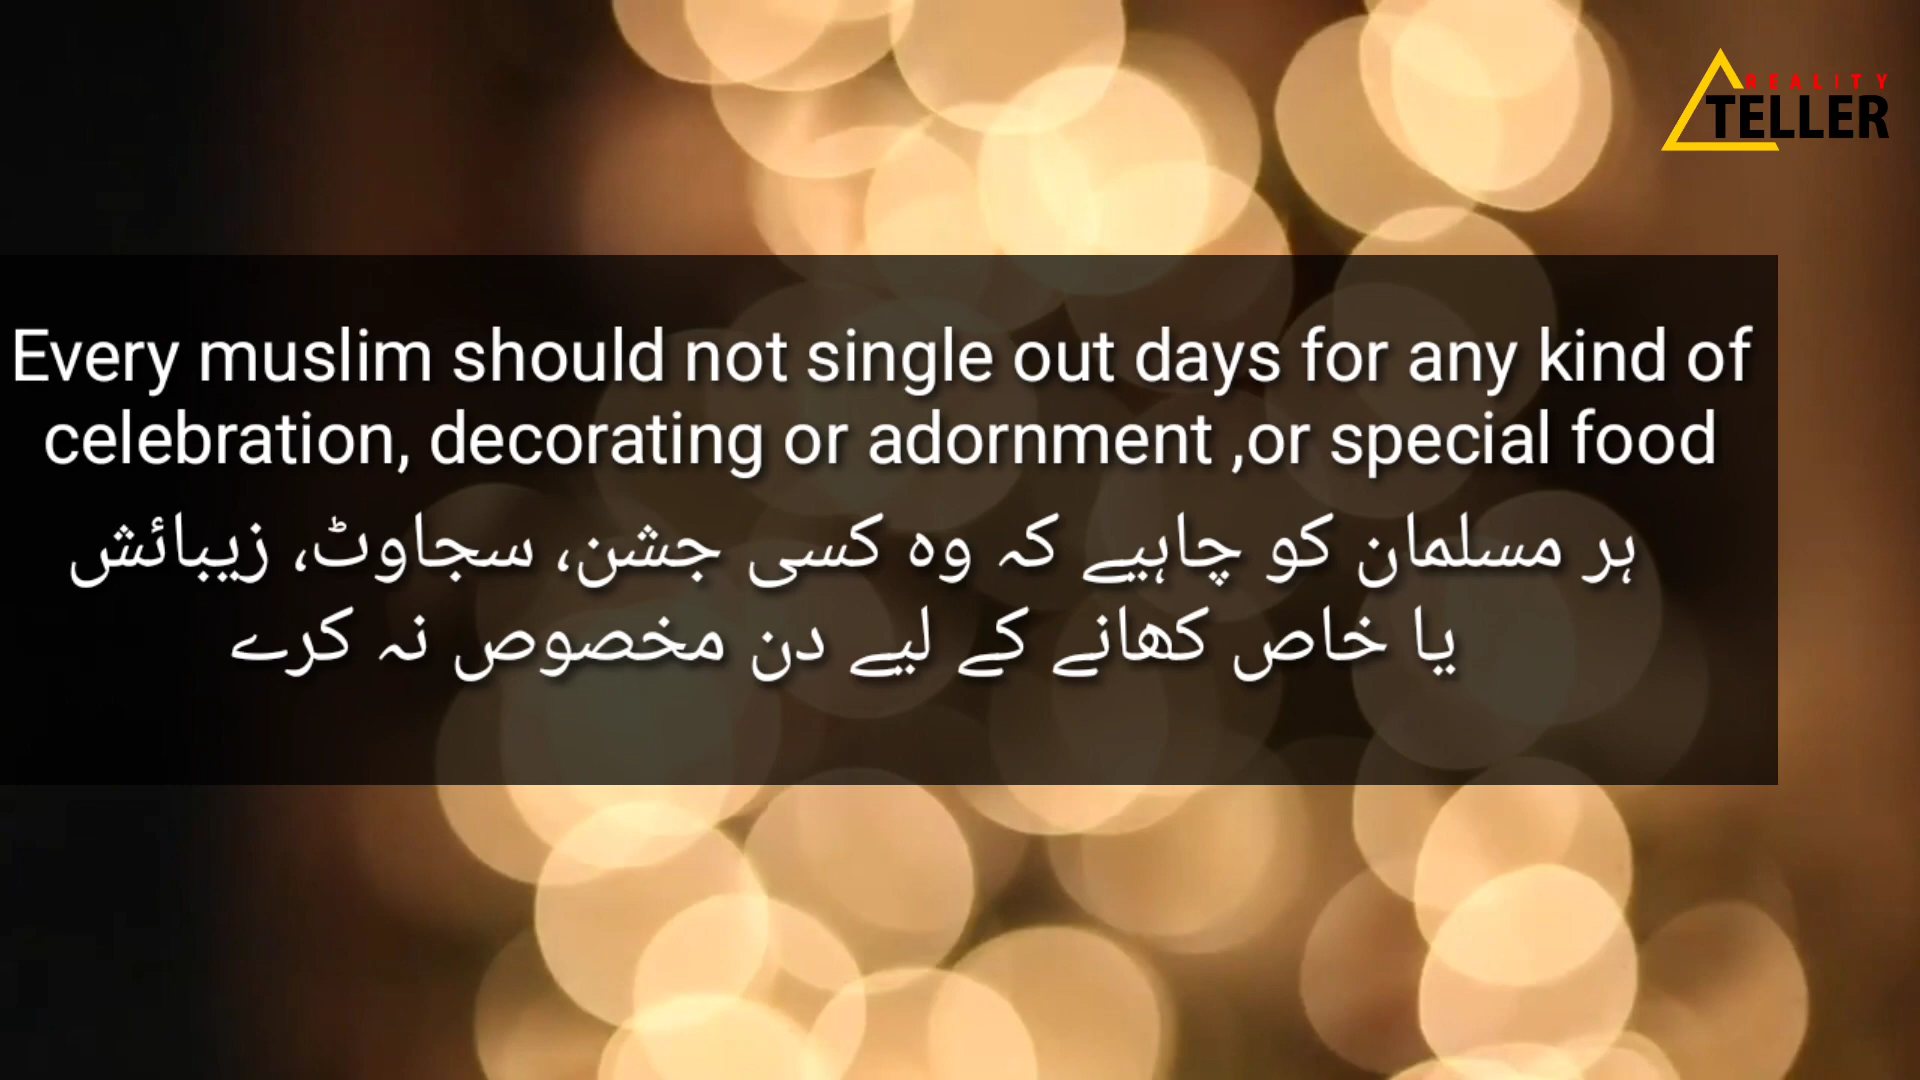 REALITY
TELLER
Every muslim should not single out days for any kind of
celebration, decorating or adornment ,or special food
ہر مسلمان کو چاہیے کہ وہ کسی جشن، سجاوٹ، زیبائش
یا خاص کھانے کے لیے دن مخصوص نہ کرے